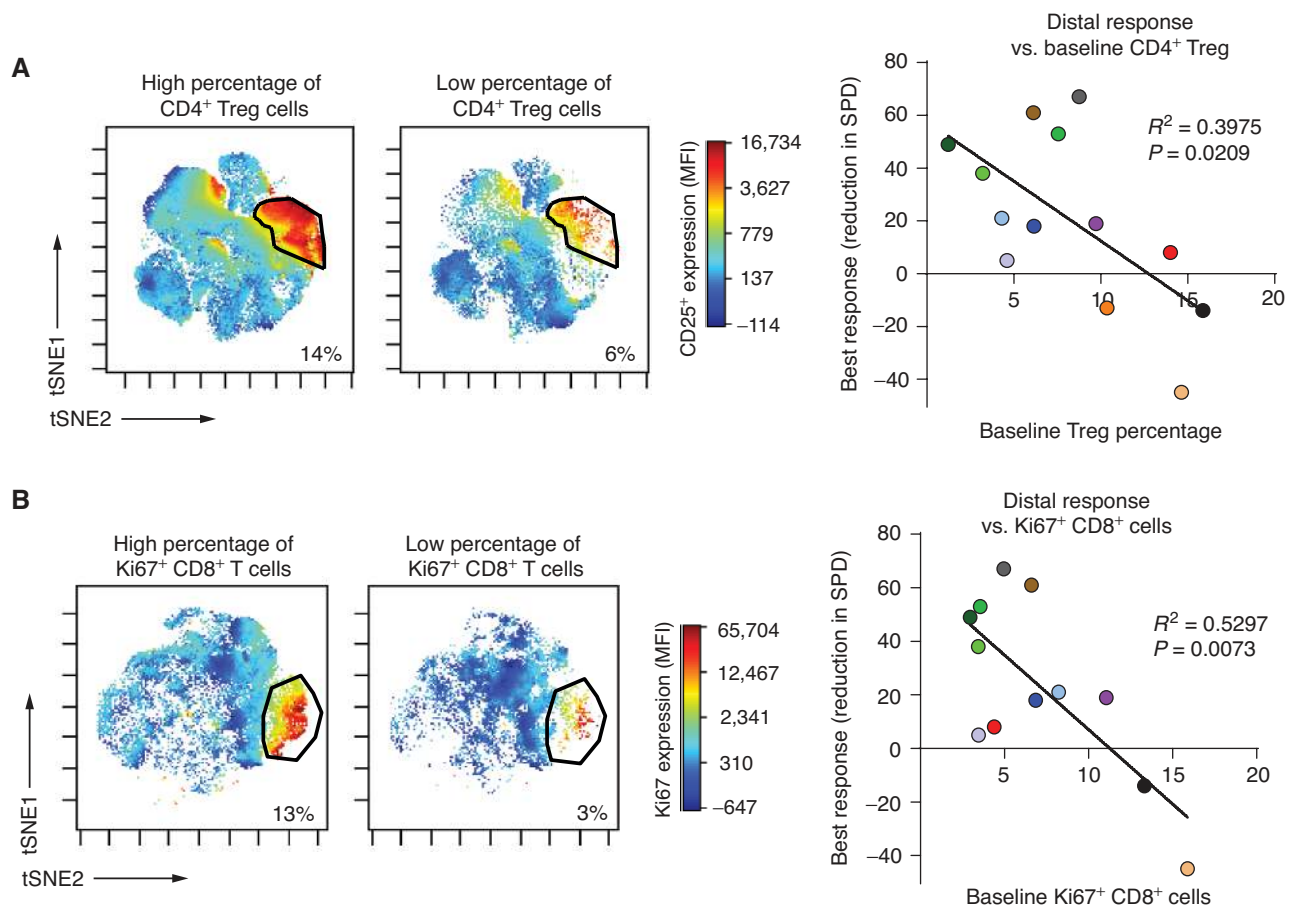 A
High percentage of
CD4⁺ Treg cells
14%
Low percentage of
CD4⁺ Treg cells
6%
tSNE1
tSNE2
CD25⁺ expression (MFI)
16,734
3,627
779
137
−114
Distal response
vs. baseline CD4⁺ Treg
Best response (reduction in SPD)
80
60
40
20
0
−20
−40
5
10
15
20
R² = 0.3975
P = 0.0209
Baseline Treg percentage
B
High percentage of
Ki67⁺ CD8⁺ T cells
13%
Low percentage of
Ki67⁺ CD8⁺ T cells
3%
tSNE1
tSNE2
Ki67 expression (MFI)
65,704
12,467
2,341
310
−647
Distal response
vs. Ki67⁺ CD8⁺ cells
Best response (reduction in SPD)
80
60
40
20
0
−20
−40
5
10
15
20
R² = 0.5297
P = 0.0073
Baseline Ki67⁺ CD8⁺ cells